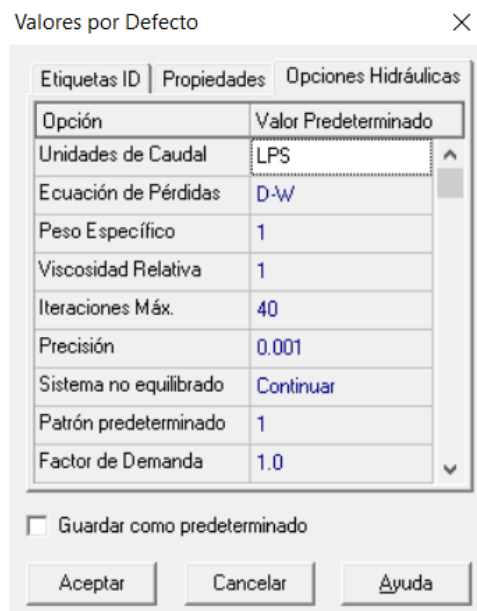 Valores por Defecto
Etiquetas ID Propiedades Opciones Hidráulicas
Opción Valor Predeterminado
Unidades de Caudal LPS
Ecuación de Pérdidas D-W
Peso Específico 1
Viscosidad Relativa 1
Iteraciones Máx. 40
Precisión 0.001
Sistema no equilibrado Continuar
Patrón predeterminado 1
Factor de Demanda 1.0
Guardar como predeterminado
Aceptar Cancelar Ayuda